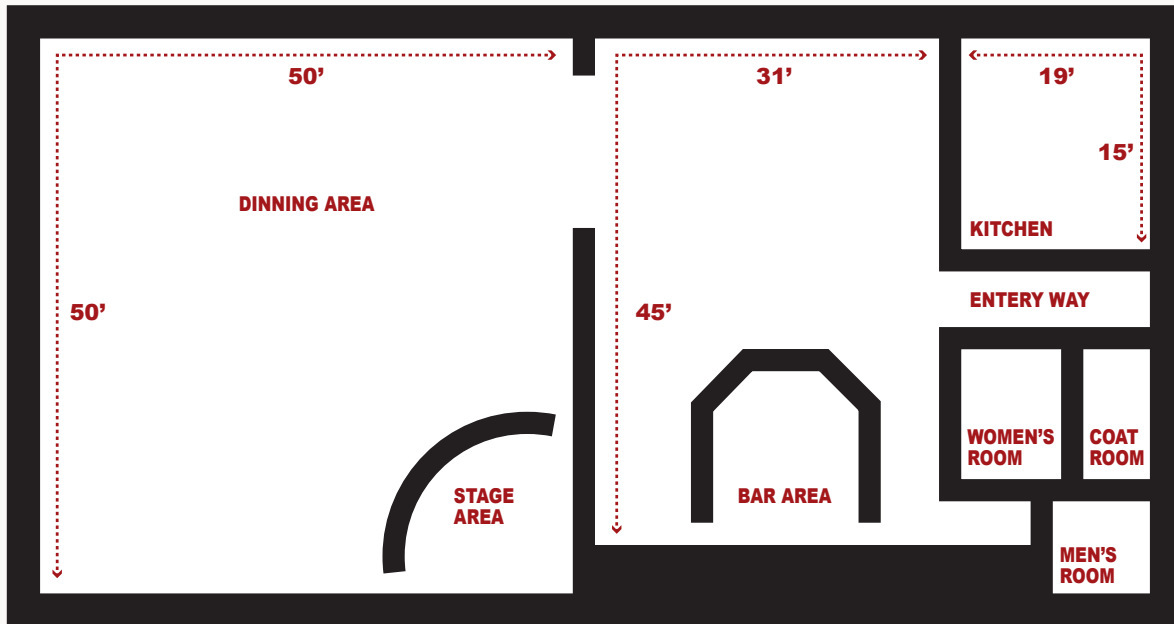 50’
31’
19’
15’
DINNING AREA
KITCHEN
50’
45’
ENTERY WAY
WOMEN’S
ROOM
COAT
ROOM
STAGE
AREA
BAR AREA
MEN’S
ROOM